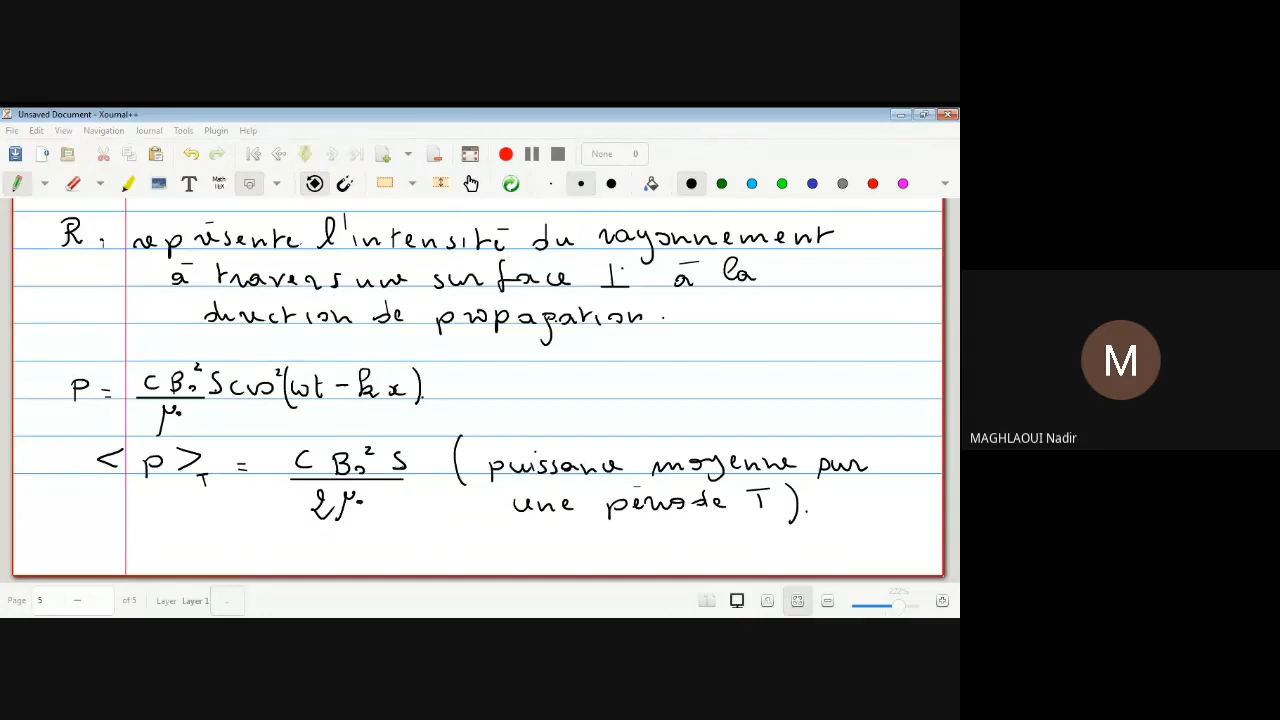 Unsaved Document - Xournal++
File Edit View Navigation Journal Tools Plugin Help
None 0
R, représente l'intensité du rayonnement
à travers une surface ⊥ à la
direction de propagation.
P = C B₀² S cos²(ωt - kx)
μ₀
<p>_T = C B₀² S (puissance moyenne sur
2μ₀ une période T).
M
MAGHLAOUI Nadir
Page 5 of 5 Layer Layer 1 222%